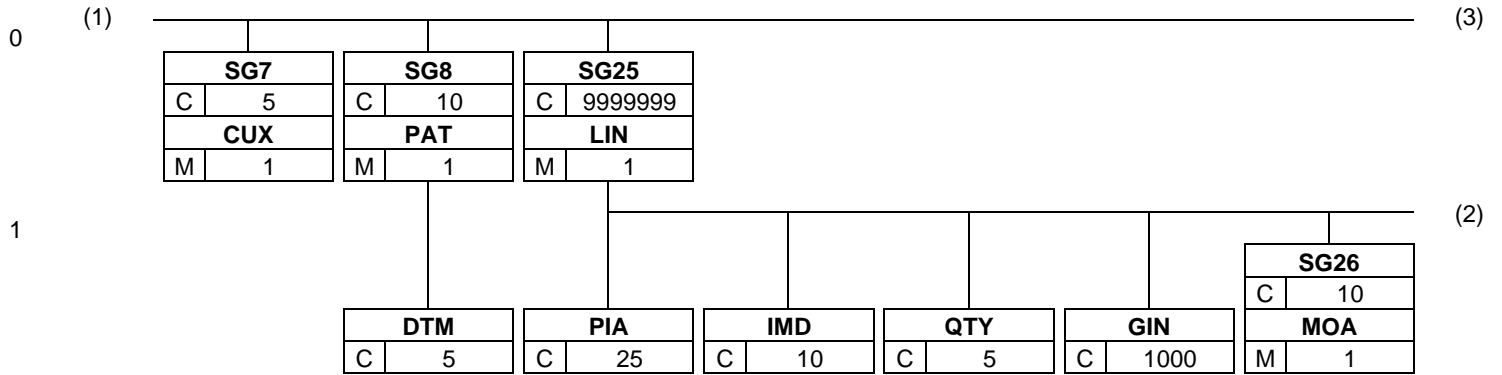 (1) (3)
0
SG7 SG8 SG25
C 5 C 10 C 9999999
CUX PAT LIN
M 1 M 1 M 1
(2)
1
SG26
C 10
DTM PIA IMD QTY GIN MOA
C 5 C 25 C 10 C 5 C 1000 M 1